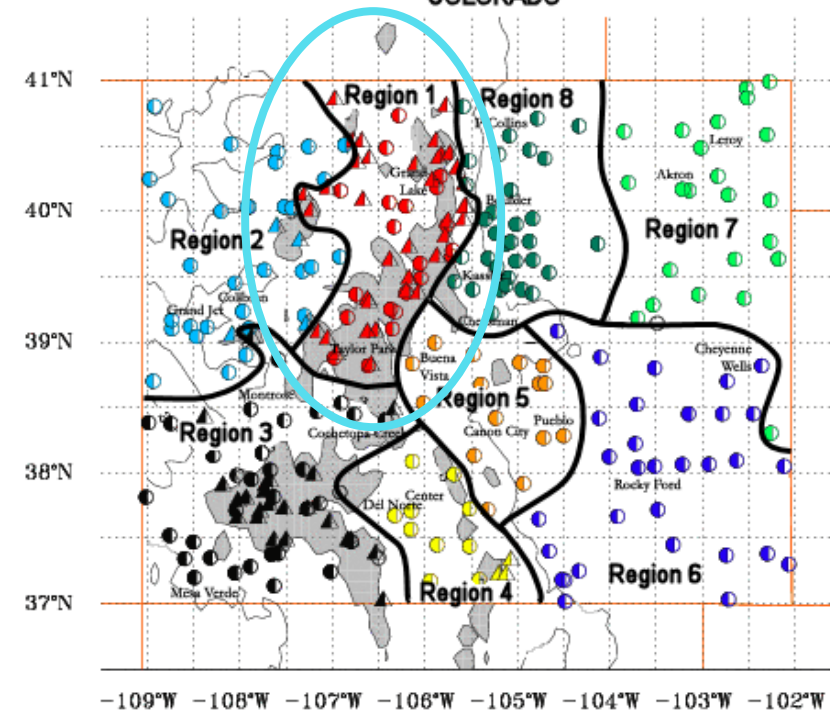 COLORADO
41°N
Region 1
Region 8
F. Collins
Leroy
Grand
Lake
Akron
Boulder
40°N
Region 2
Region 7
Kass
Collbran
Grand Jct
Cheesman
39°N
Taylor Park
Buena
Vista
Cheyenne
Wells
Montrose
Region 5
Region 3
Cochetopa Creek
Canon City
Pueblo
38°N
Del Norte
Center
Rocky Ford
Mesa Verde
Region 4
Region 6
37°N
-109°W -108°W -107°W -106°W -105°W -104°W -103°W -102°W